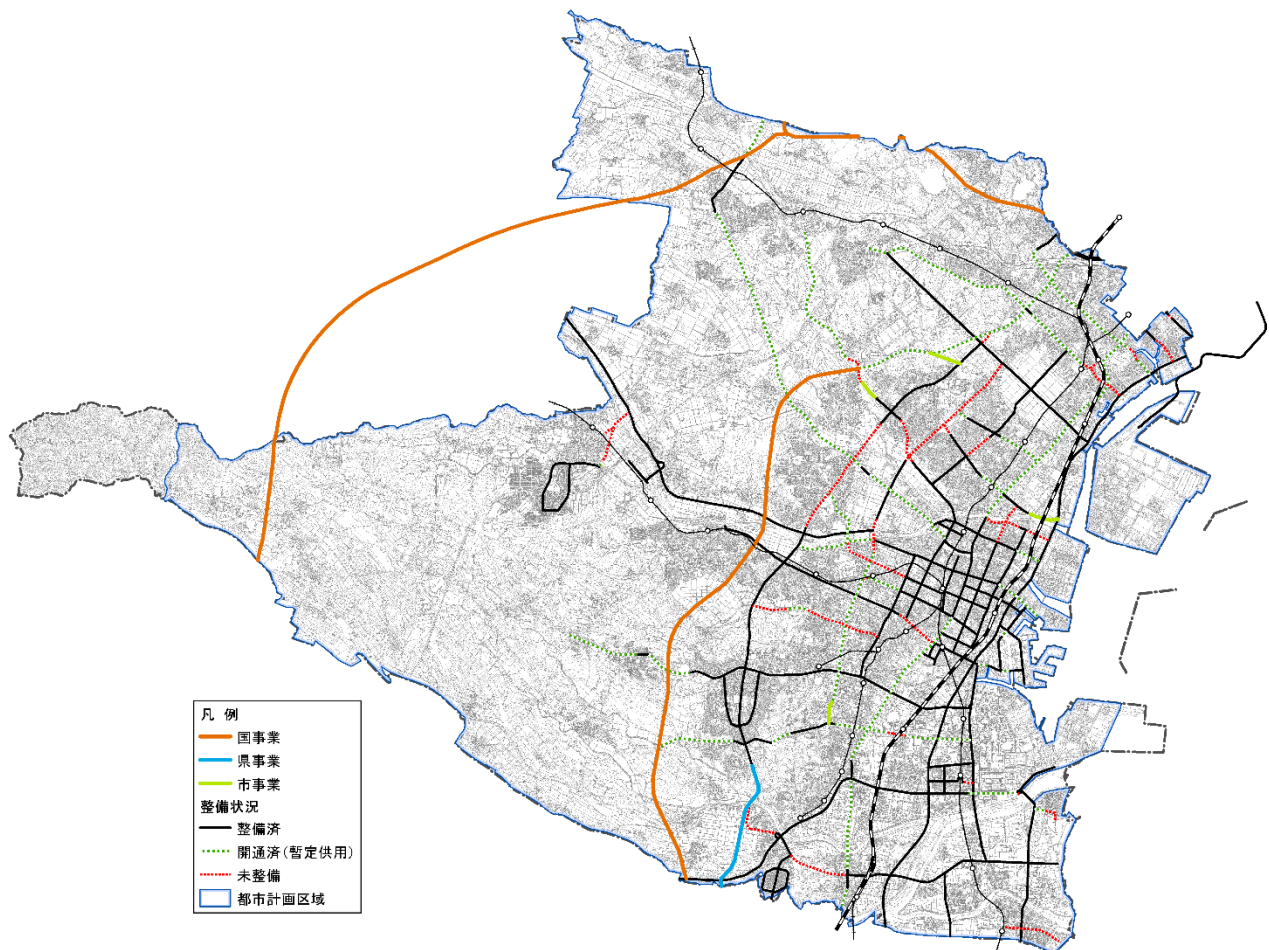 凡 例
国事業
県事業
市事業
整備状況
整備済
開通済(暫定供用)
未整備
都市計画区域